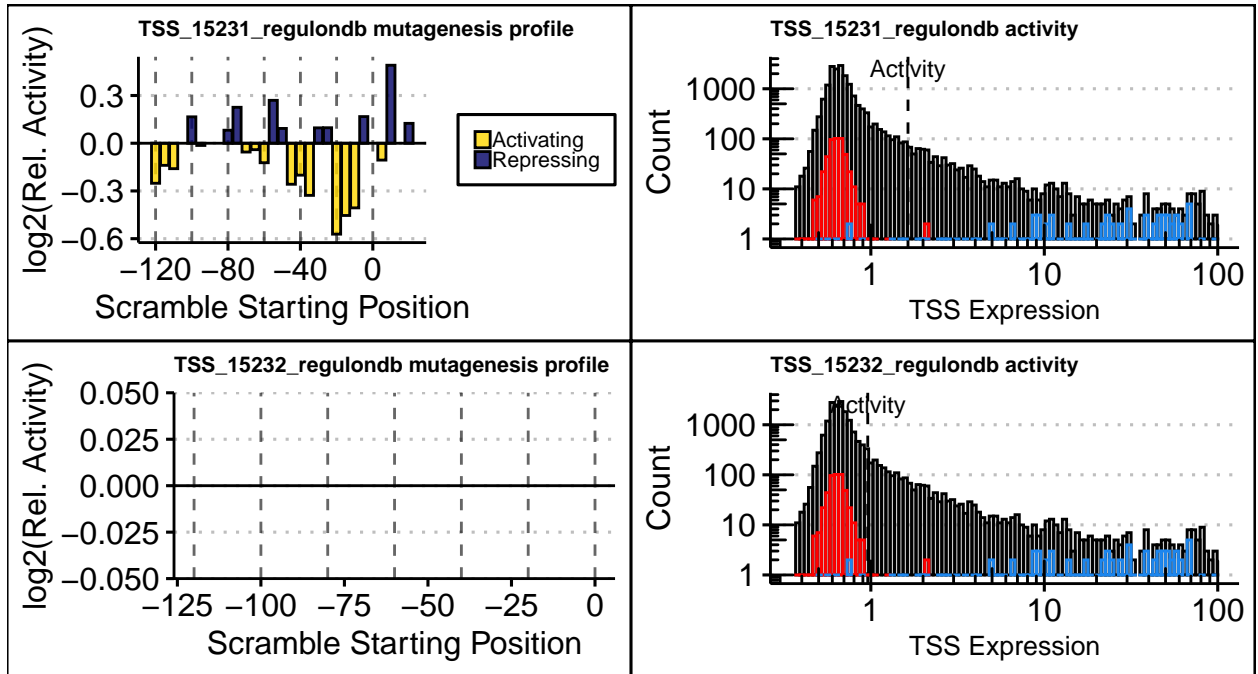 TSS_15231_regulondb mutagenesis profile
log2(Rel. Activity)
0.3
0.0
−0.3
−0.6
−120 −80 −40 0
Scramble Starting Position
Activating
Repressing
TSS_15231_regulondb activity
Activity
Count
1000
100
10
1
1 10 100
TSS Expression
TSS_15232_regulondb mutagenesis profile
log2(Rel. Activity)
0.050
0.025
0.000
−0.025
−0.050
−125 −100 −75 −50 −25 0
Scramble Starting Position
TSS_15232_regulondb activity
Activity
Count
1000
100
10
1
1 10 100
TSS Expression